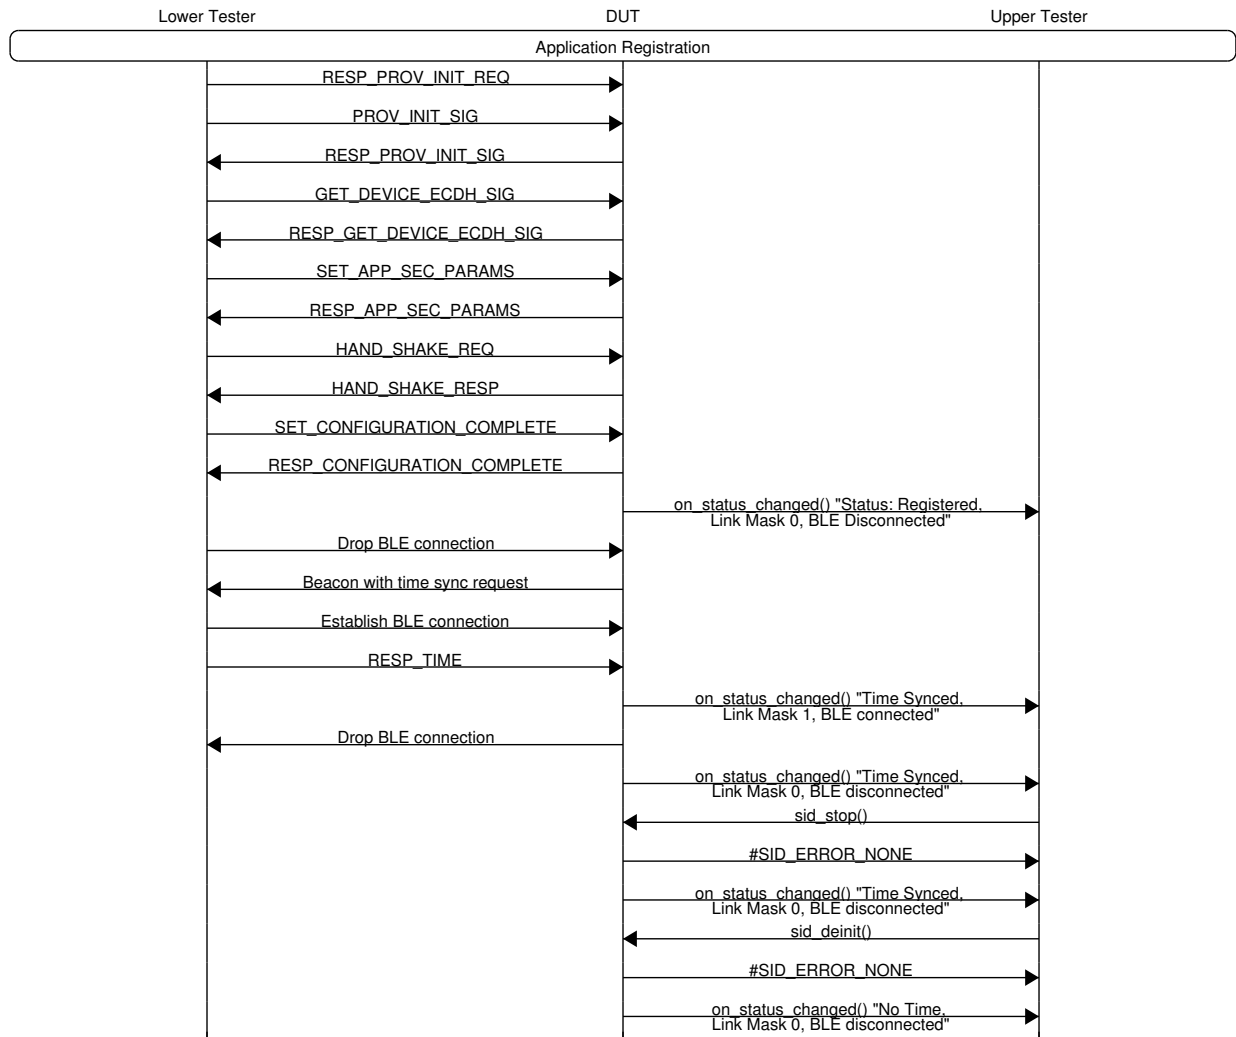 Lower Tester
DUT
Upper Tester
Application Registration
RESP_PROV_INIT_REQ
PROV_INIT_SIG
RESP_PROV_INIT_SIG
GET_DEVICE_ECDH_SIG
RESP_GET_DEVICE_ECDH_SIG
SET_APP_SEC_PARAMS
RESP_APP_SEC_PARAMS
HAND_SHAKE_REQ
HAND_SHAKE_RESP
SET_CONFIGURATION_COMPLETE
RESP_CONFIGURATION_COMPLETE
on_status_changed() "Status: Registered,
Link Mask 0, BLE Disconnected"
Drop BLE connection
Beacon with time sync request
Establish BLE connection
RESP_TIME
on_status_changed() "Time Synced,
Link Mask 1, BLE connected"
Drop BLE connection
on_status_changed() "Time Synced,
Link Mask 0, BLE disconnected"
sid_stop()
#SID_ERROR_NONE
on_status_changed() "Time Synced,
Link Mask 0, BLE disconnected"
sid_deinit()
#SID_ERROR_NONE
on_status_changed() "No Time,
Link Mask 0, BLE disconnected"